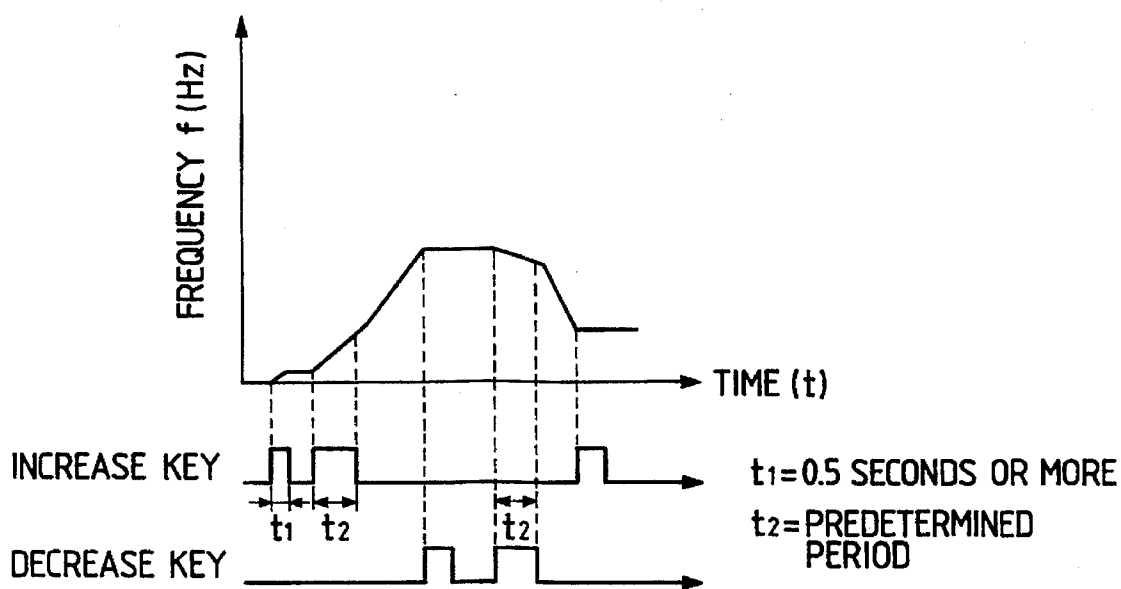 FREQUENCY f (Hz)
TIME (t)
INCREASE KEY
t1
t2
t2
DECREASE KEY
t1=0.5 SECONDS OR MORE
t2=PREDETERMINED
PERIOD